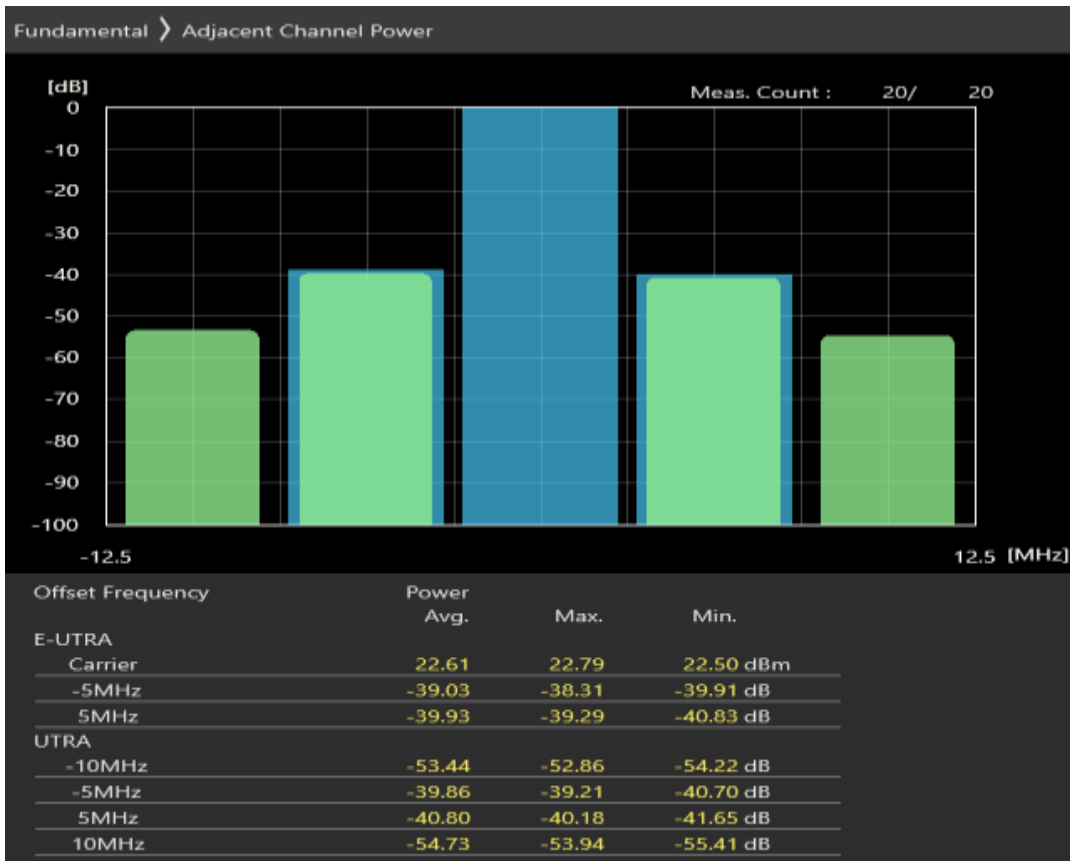 Fundamental ❯ Adjacent Channel Power
[dB]
Meas. Count : 20/ 20
0
-10
-20
-30
-40
-50
-60
-70
-80
-90
-100
-12.5 12.5 [MHz]
Offset Frequency Power
Avg. Max. Min.
E-UTRA
Carrier 22.61 22.79 22.50 dBm
-5MHz -39.03 -38.31 -39.91 dB
5MHz -39.93 -39.29 -40.83 dB
UTRA
-10MHz -53.44 -52.86 -54.22 dB
-5MHz -39.86 -39.21 -40.70 dB
5MHz -40.80 -40.18 -41.65 dB
10MHz -54.73 -53.94 -55.41 dB